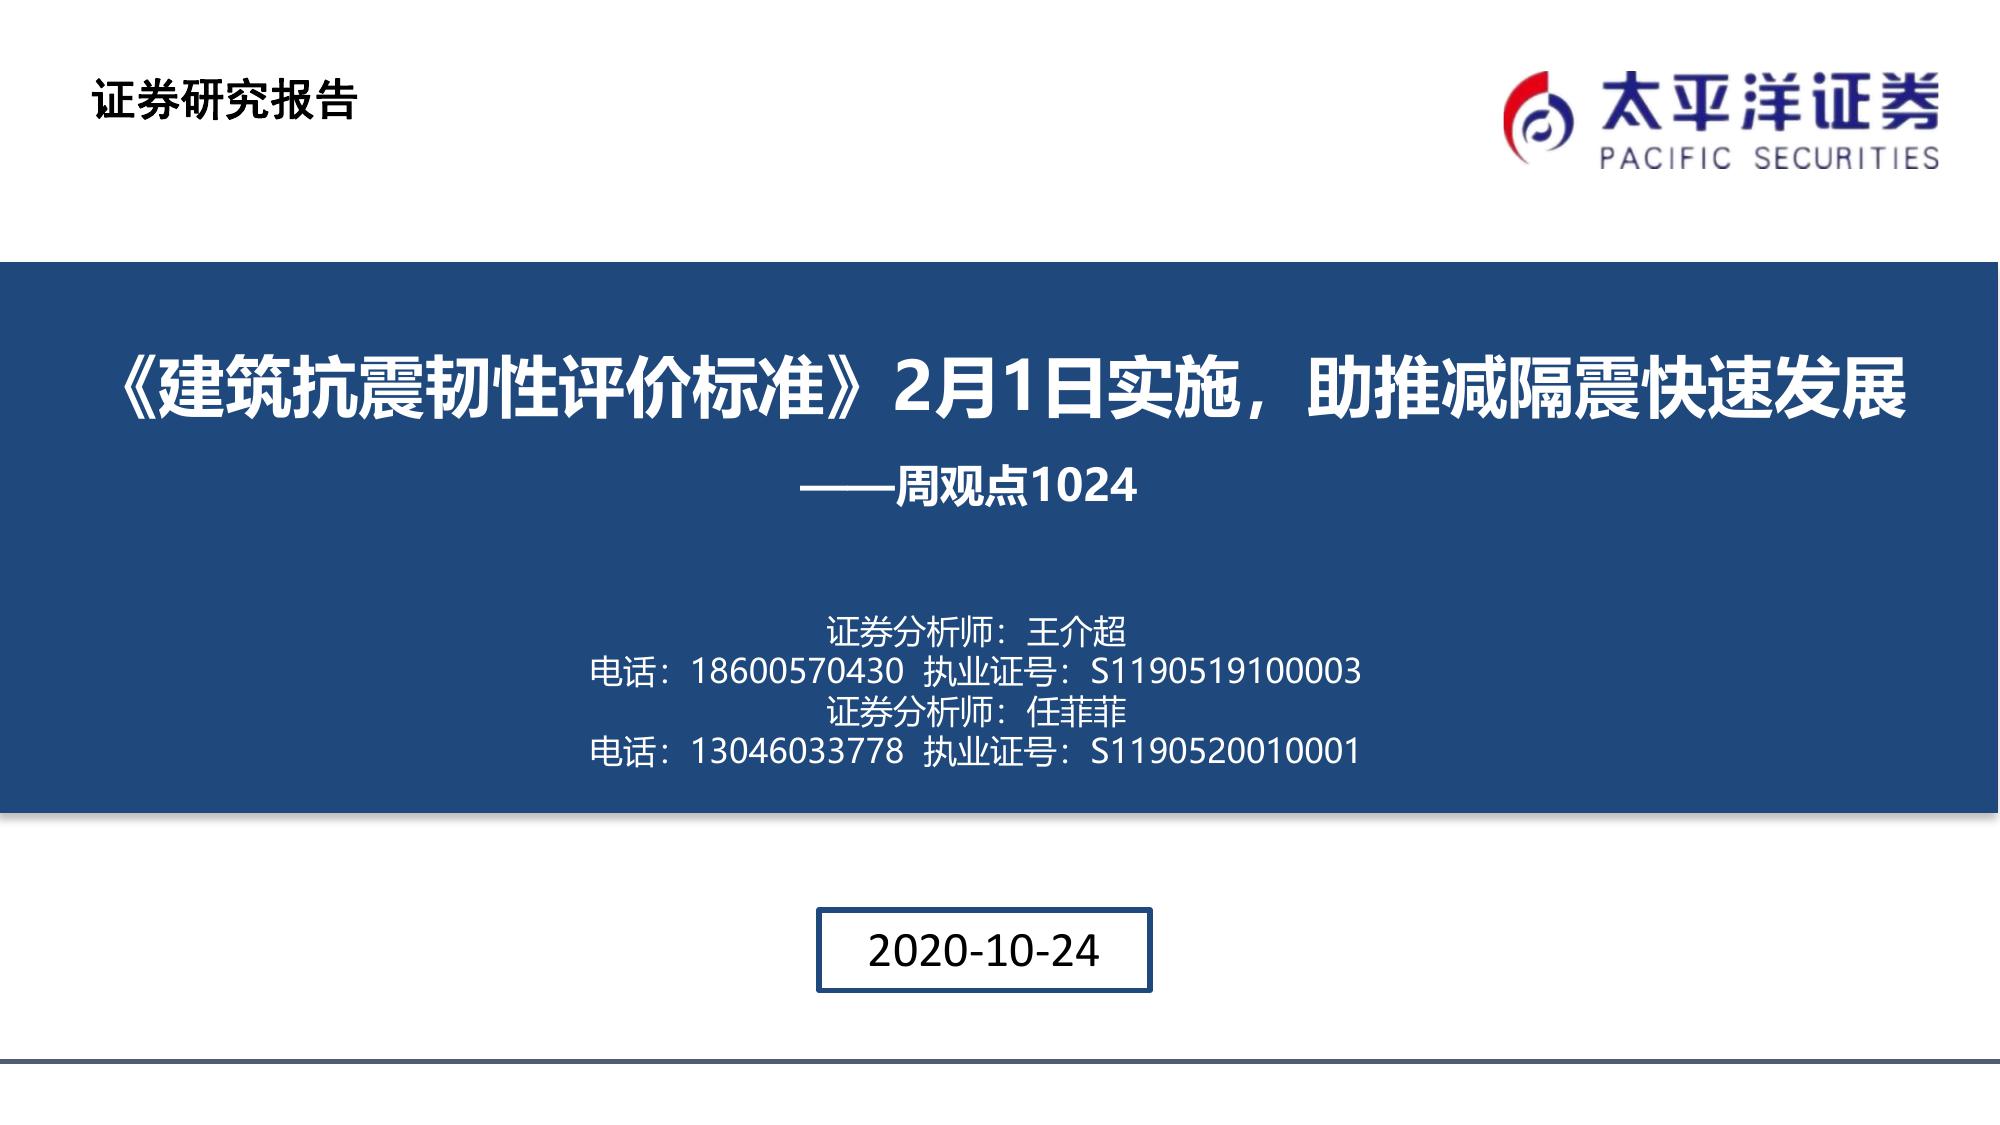 证券研究报告
太平洋证券
PACIFIC SECURITIES
《建筑抗震韧性评价标准》2月1日实施，助推减隔震快速发展
——周观点1024
证券分析师：王介超
电话：18600570430 执业证号：S1190519100003
证券分析师：任菲菲
电话：13046033778 执业证号：S1190520010001
2020-10-24